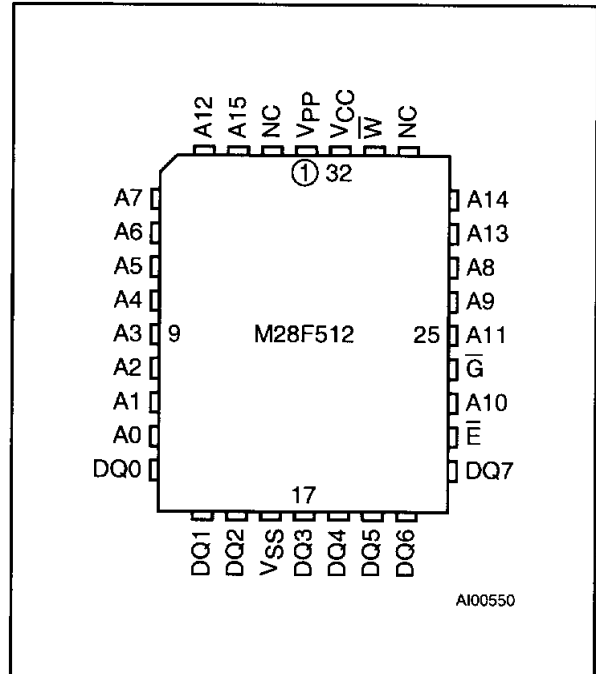 A12 A15 NC VPP VCC W̅ NC
1 32
A7 A14
A6 A13
A5 A8
A4 A9
A3 9 M28F512 25 A11
A2 G̅
A1 A10
A0 E̅
DQ0 DQ7
17
DQ1 DQ2 VSS DQ3 DQ4 DQ5 DQ6
AI00550